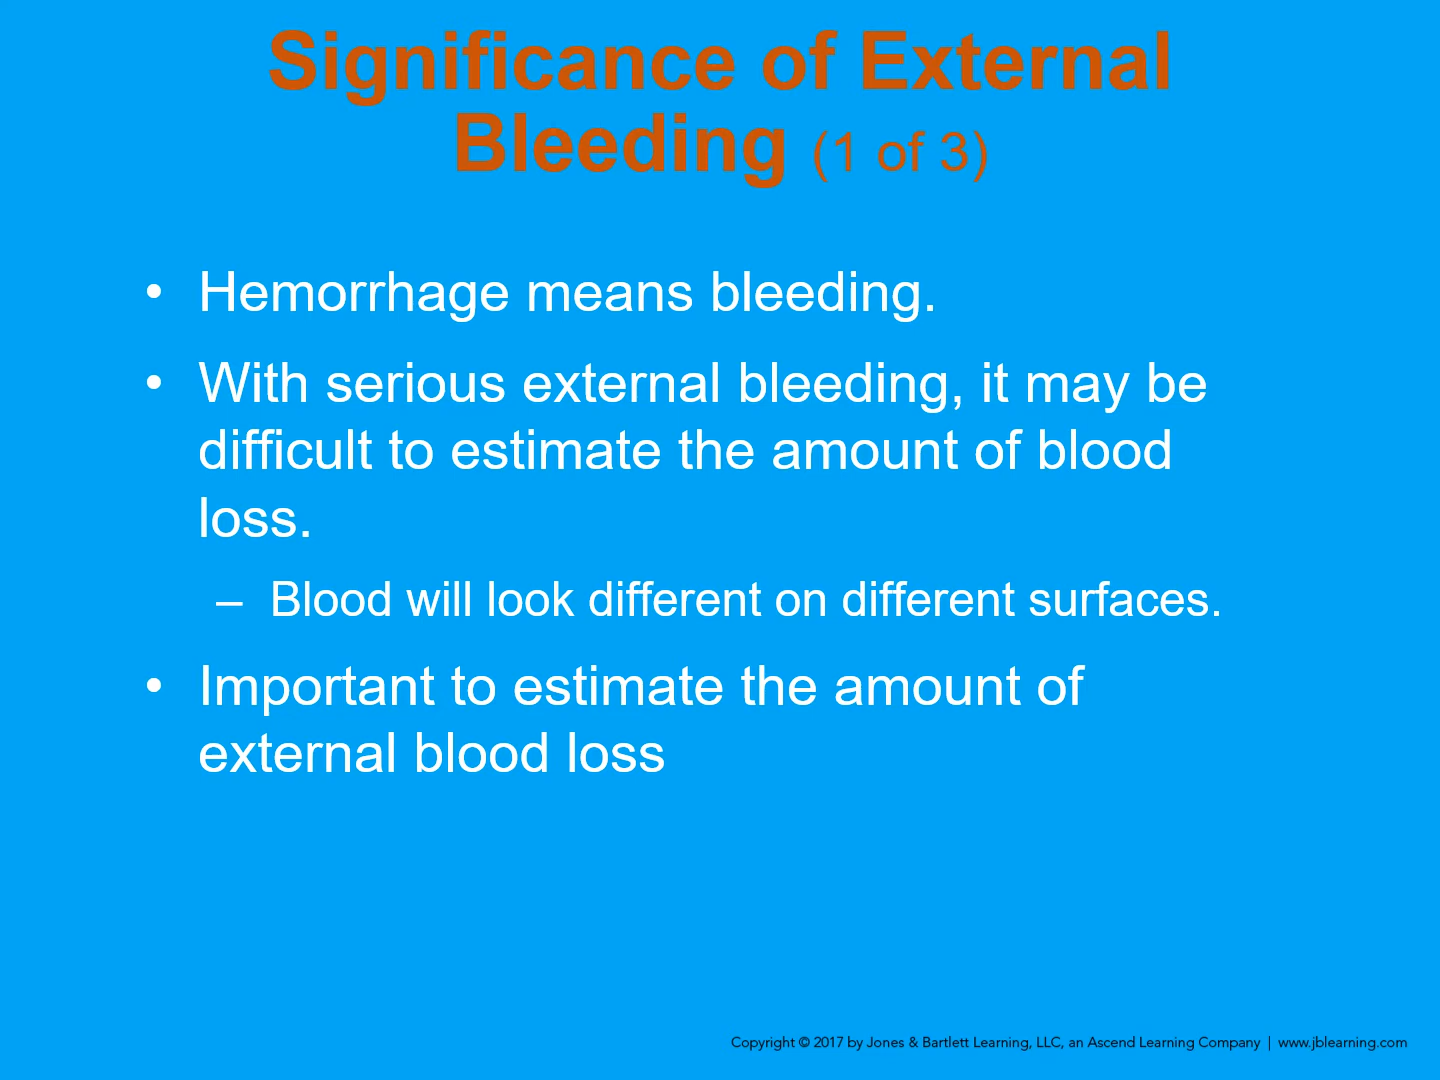 Significance of External
Bleeding (1 of 3)
• Hemorrhage means bleeding.
• With serious external bleeding, it may be
difficult to estimate the amount of blood
loss.
– Blood will look different on different surfaces.
• Important to estimate the amount of
external blood loss
Copyright © 2017 by Jones & Bartlett Learning, LLC, an Ascend Learning Company | www.jblearning.com